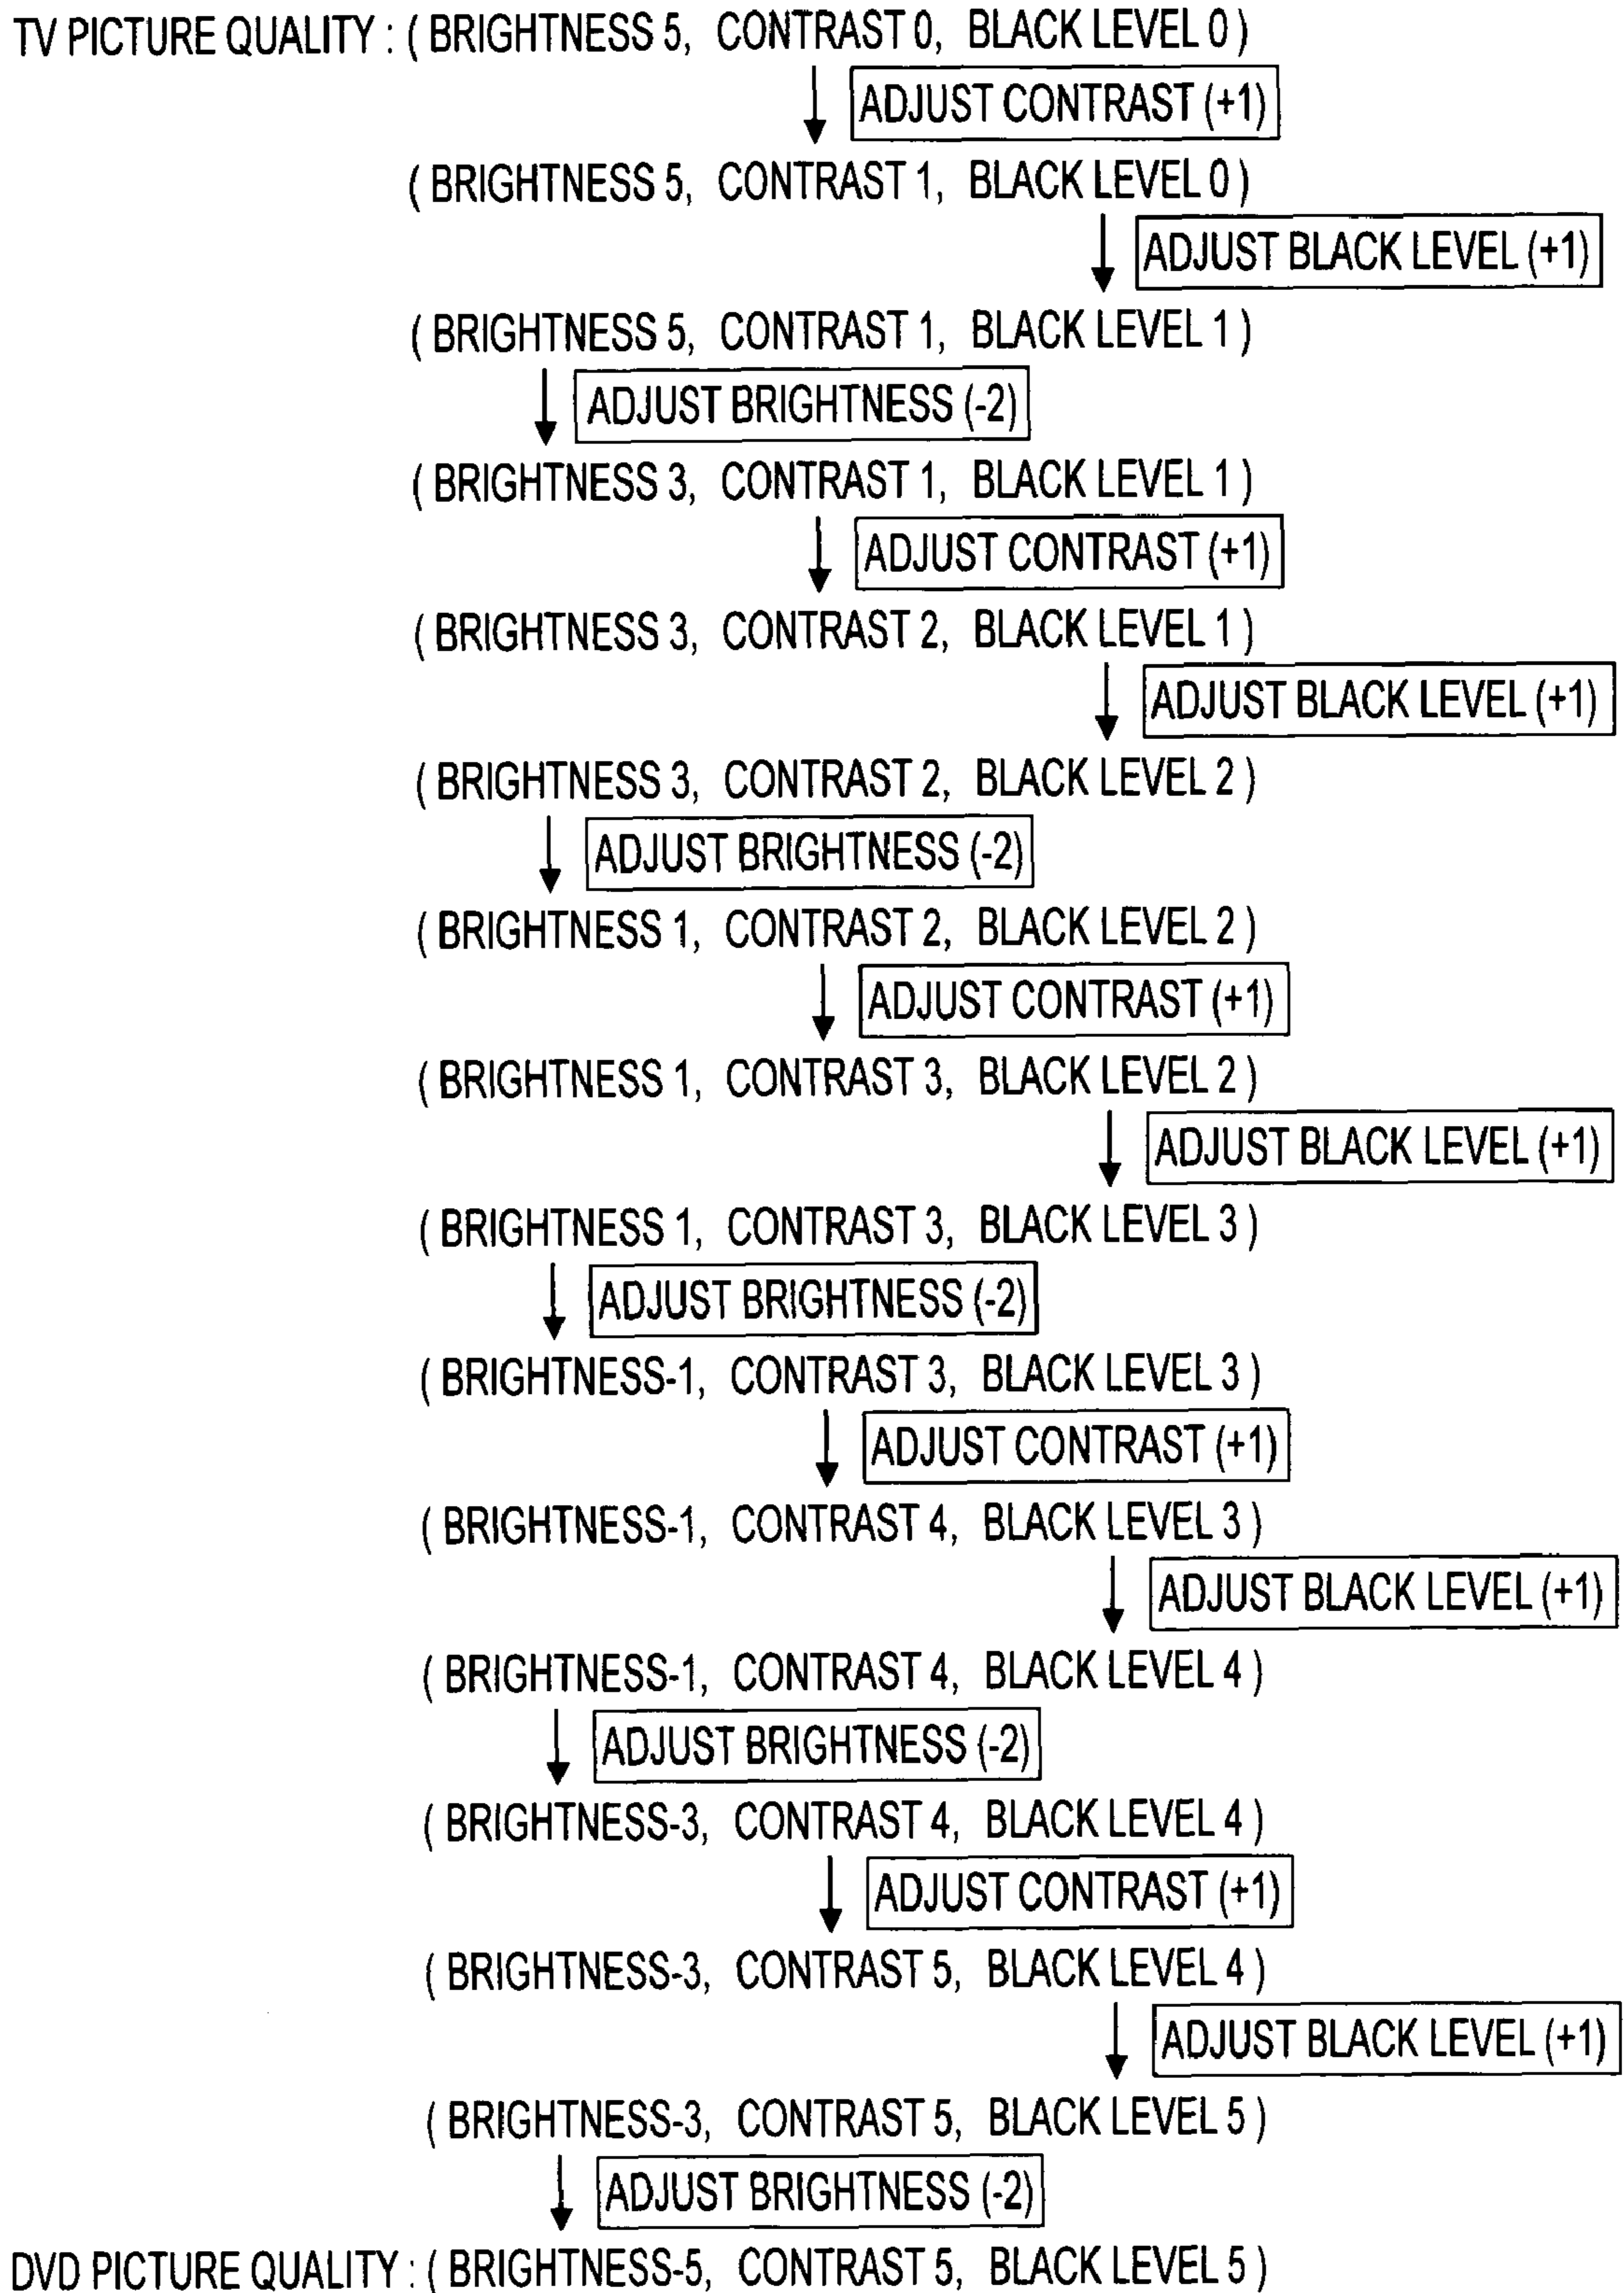 TV PICTURE QUALITY : ( BRIGHTNESS 5, CONTRAST 0, BLACK LEVEL 0 )
ADJUST CONTRAST (+1)
( BRIGHTNESS 5, CONTRAST 1, BLACK LEVEL 0 )
ADJUST BLACK LEVEL (+1)
( BRIGHTNESS 5, CONTRAST 1, BLACK LEVEL 1 )
ADJUST BRIGHTNESS (-2)
( BRIGHTNESS 3, CONTRAST 1, BLACK LEVEL 1 )
ADJUST CONTRAST (+1)
( BRIGHTNESS 3, CONTRAST 2, BLACK LEVEL 1 )
ADJUST BLACK LEVEL (+1)
( BRIGHTNESS 3, CONTRAST 2, BLACK LEVEL 2 )
ADJUST BRIGHTNESS (-2)
( BRIGHTNESS 1, CONTRAST 2, BLACK LEVEL 2 )
ADJUST CONTRAST (+1)
( BRIGHTNESS 1, CONTRAST 3, BLACK LEVEL 2 )
ADJUST BLACK LEVEL (+1)
( BRIGHTNESS 1, CONTRAST 3, BLACK LEVEL 3 )
ADJUST BRIGHTNESS (-2)
( BRIGHTNESS-1, CONTRAST 3, BLACK LEVEL 3 )
ADJUST CONTRAST (+1)
( BRIGHTNESS-1, CONTRAST 4, BLACK LEVEL 3 )
ADJUST BLACK LEVEL (+1)
( BRIGHTNESS-1, CONTRAST 4, BLACK LEVEL 4 )
ADJUST BRIGHTNESS (-2)
( BRIGHTNESS-3, CONTRAST 4, BLACK LEVEL 4 )
ADJUST CONTRAST (+1)
( BRIGHTNESS-3, CONTRAST 5, BLACK LEVEL 4 )
ADJUST BLACK LEVEL (+1)
( BRIGHTNESS-3, CONTRAST 5, BLACK LEVEL 5 )
ADJUST BRIGHTNESS (-2)
DVD PICTURE QUALITY : ( BRIGHTNESS-5, CONTRAST 5, BLACK LEVEL 5 )